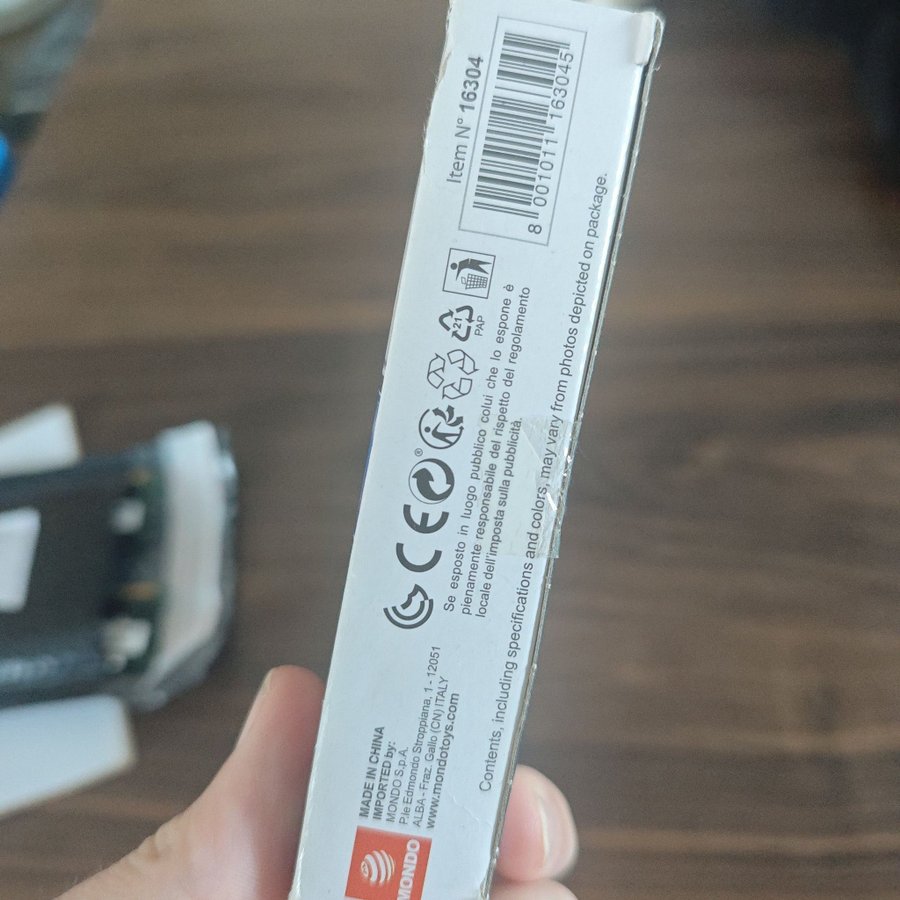 Item N° 16304
8 001011 163045
21
PAP
®
CE
Se esposto in luogo pubblico colui che lo espone è
pienamente responsabile del rispetto del regolamento
locale dell'imposta sulla pubblicità.
Contents, including specifications and colors, may vary from photos depicted on package.
MADE IN CHINA
IMPORTED by:
MONDO S.p.A.
P.le Edmondo Stroppiana, 1 - 12051
ALBA - Fraz. Gallo (CN) ITALY
www.mondotoys.com
MONDO